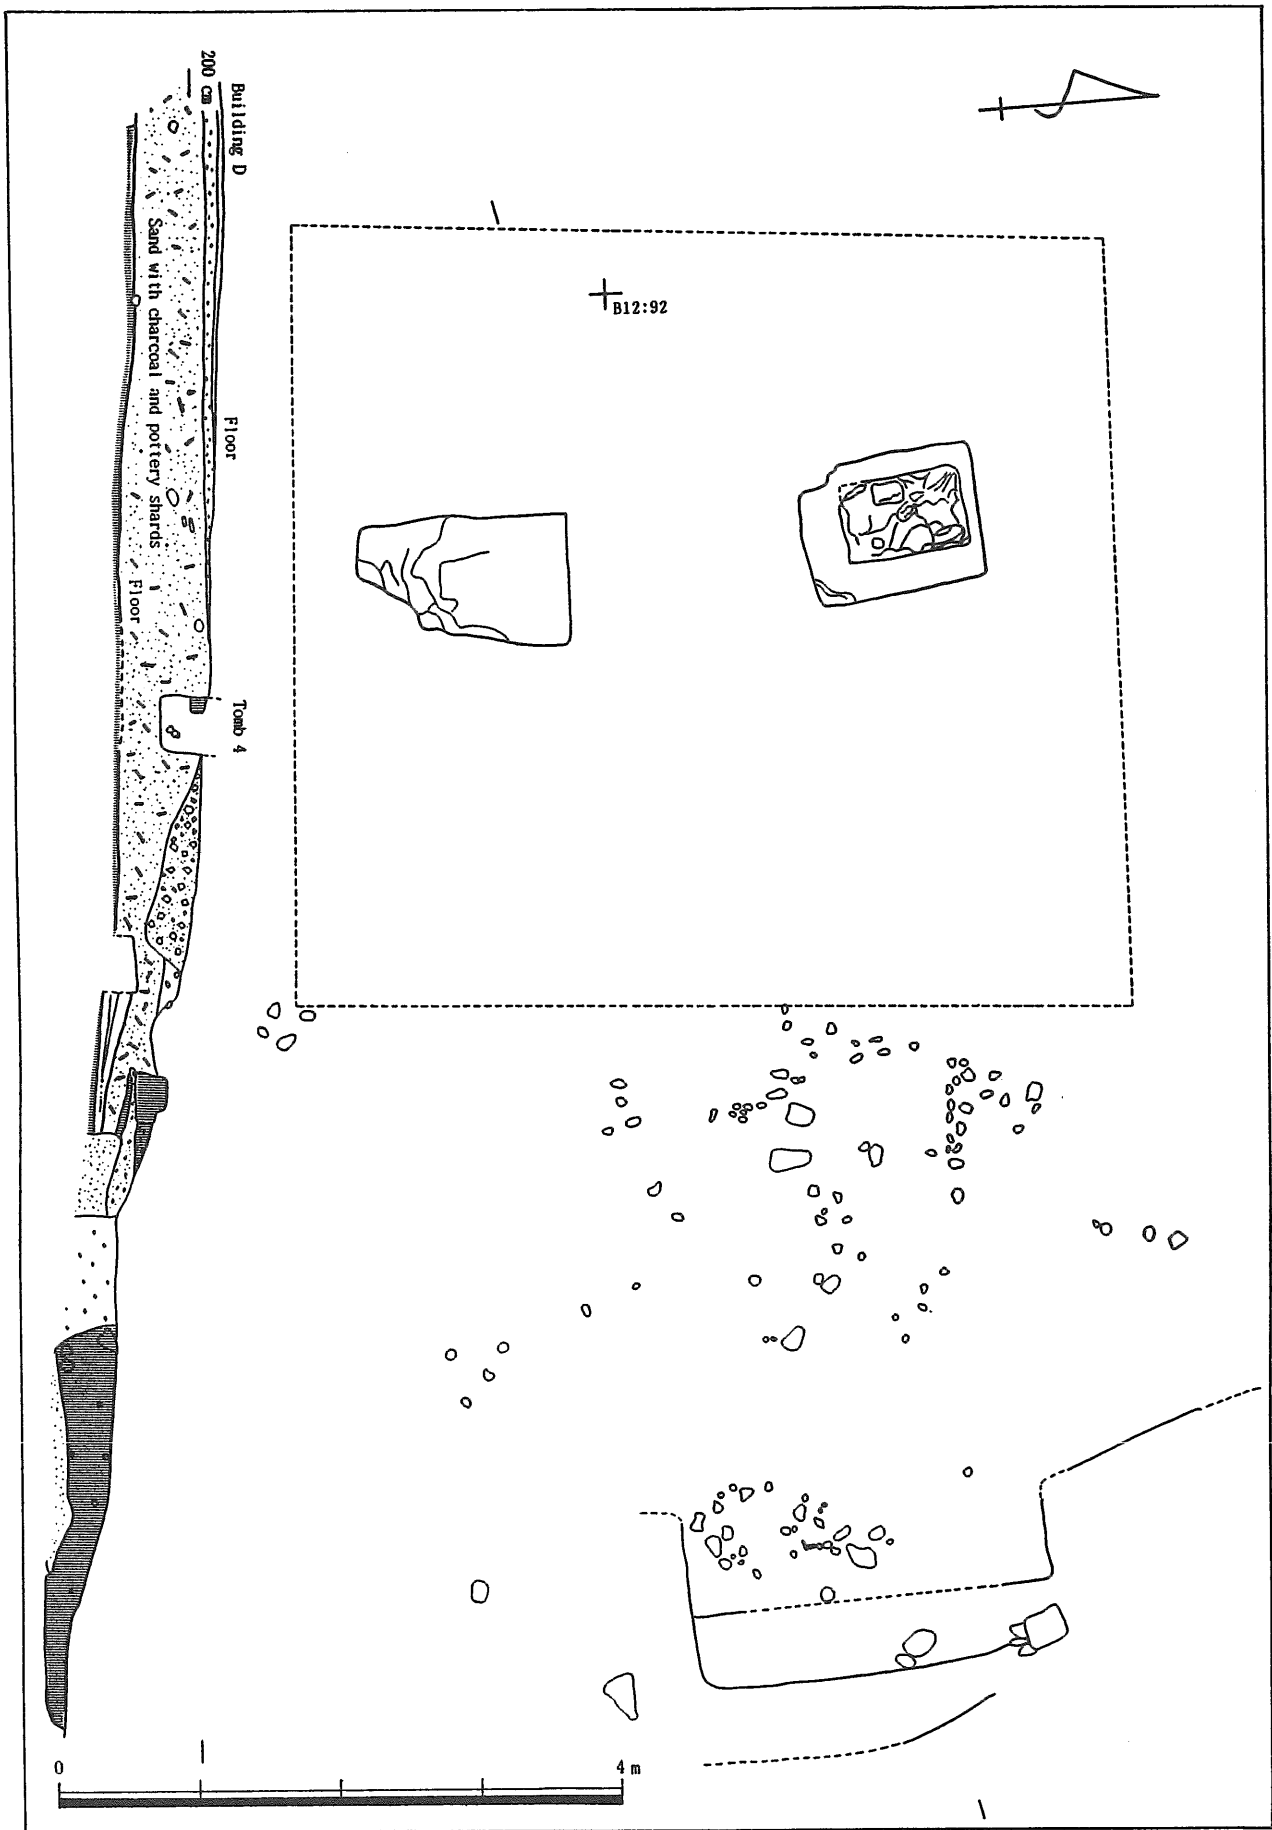 200 cm
Building D
Sand with charcoal and pottery shards
Floor
Floor
Tomb 4
B12:92
0
4 m